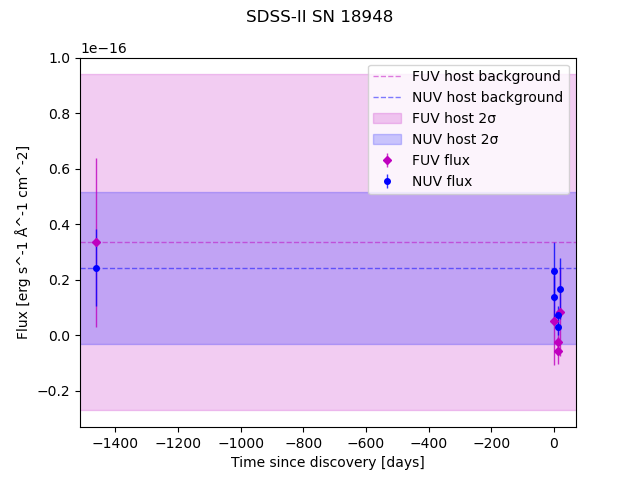 SDSS-II SN 18948
1e−16
FUV host background
NUV host background
FUV host 2σ
NUV host 2σ
FUV flux
NUV flux
1.0
0.8
0.6
0.4
0.2
0.0
−0.2
Flux [erg s^-1 Å^-1 cm^-2]
−1400
−1200
−1000
−800
−600
−400
−200
0
Time since discovery [days]